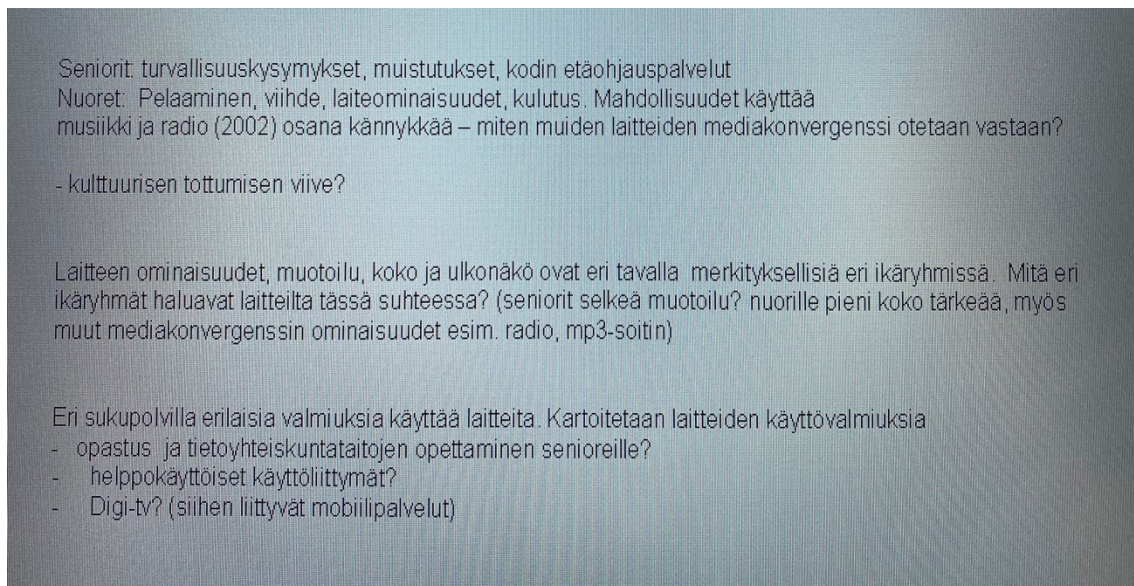 Seniorit: turvallisuuskysymykset, muistutukset, kodin etäohjauspalvelut
Nuoret: Pelaaminen, viihde, laiteominaisuudet, kulutus. Mahdollisuudet käyttää
musiikki ja radio (2002) osana kännykkää – miten muiden laitteiden mediakonvergenssi otetaan vastaan?
- kulttuurisen tottumisen viive?
Laitteen ominaisuudet, muotoilu, koko ja ulkonäkö ovat eri tavalla merkityksellisiä eri ikäryhmissä. Mitä eri
ikäryhmät haluavat laitteilta tässä suhteessa? (seniorit selkeä muotoilu? nuorille pieni koko tärkeää, myös
muut mediakonvergenssin ominaisuudet esim. radio, mp3-soitin)
Eri sukupolvilla erilaisia valmiuksia käyttää laitteita. Kartoitetaan laitteiden käyttövalmiuksia
- opastus ja tietoyhteiskuntataitojen opettaminen senioreille?
- helppokäyttöiset käyttöliittymät?
- Digi-tv? (siihen liittyvät mobiilipalvelut)